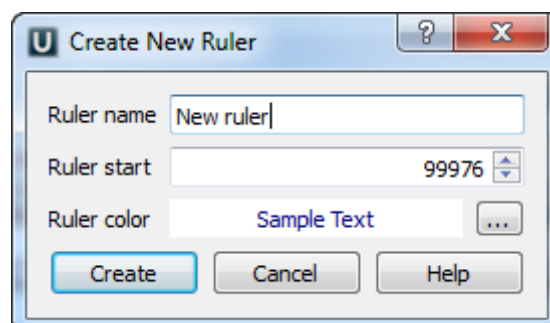 U Create New Ruler ? X
Ruler name New ruler
Ruler start 99976
Ruler color Sample Text ...
Create Cancel Help